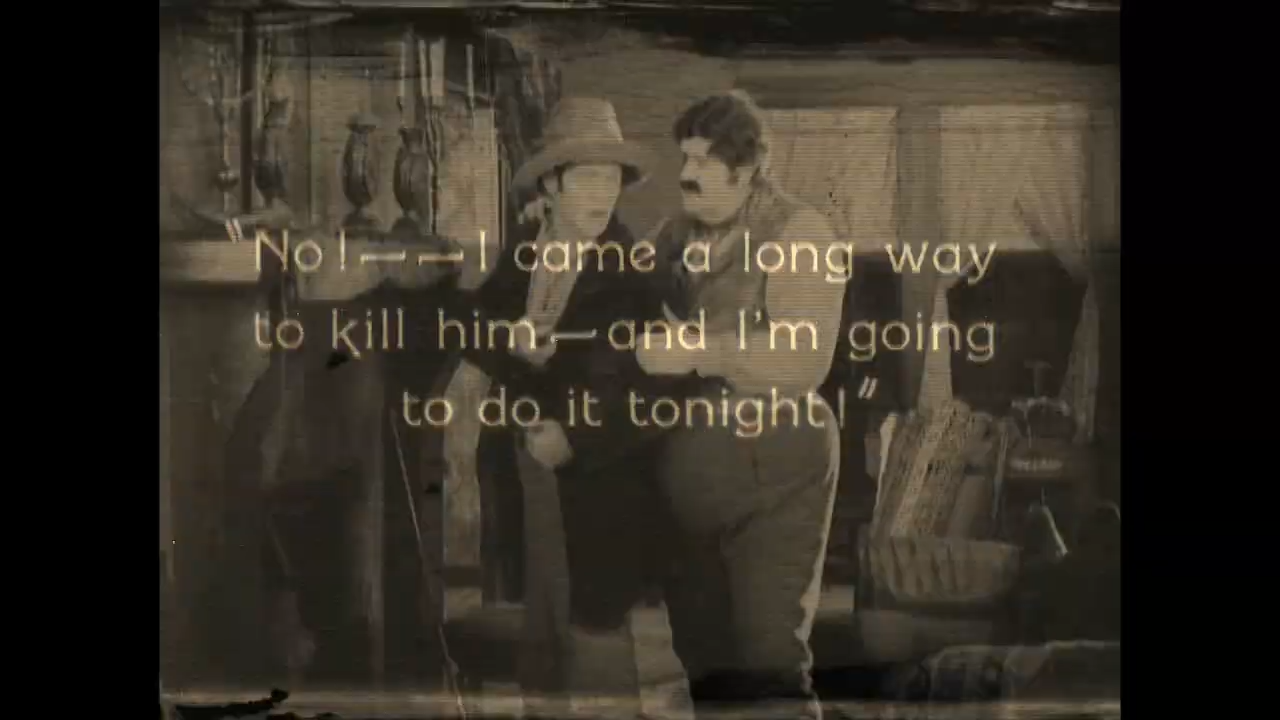 "No!——I came a long way
to kill him—and I'm going
to do it tonight!"